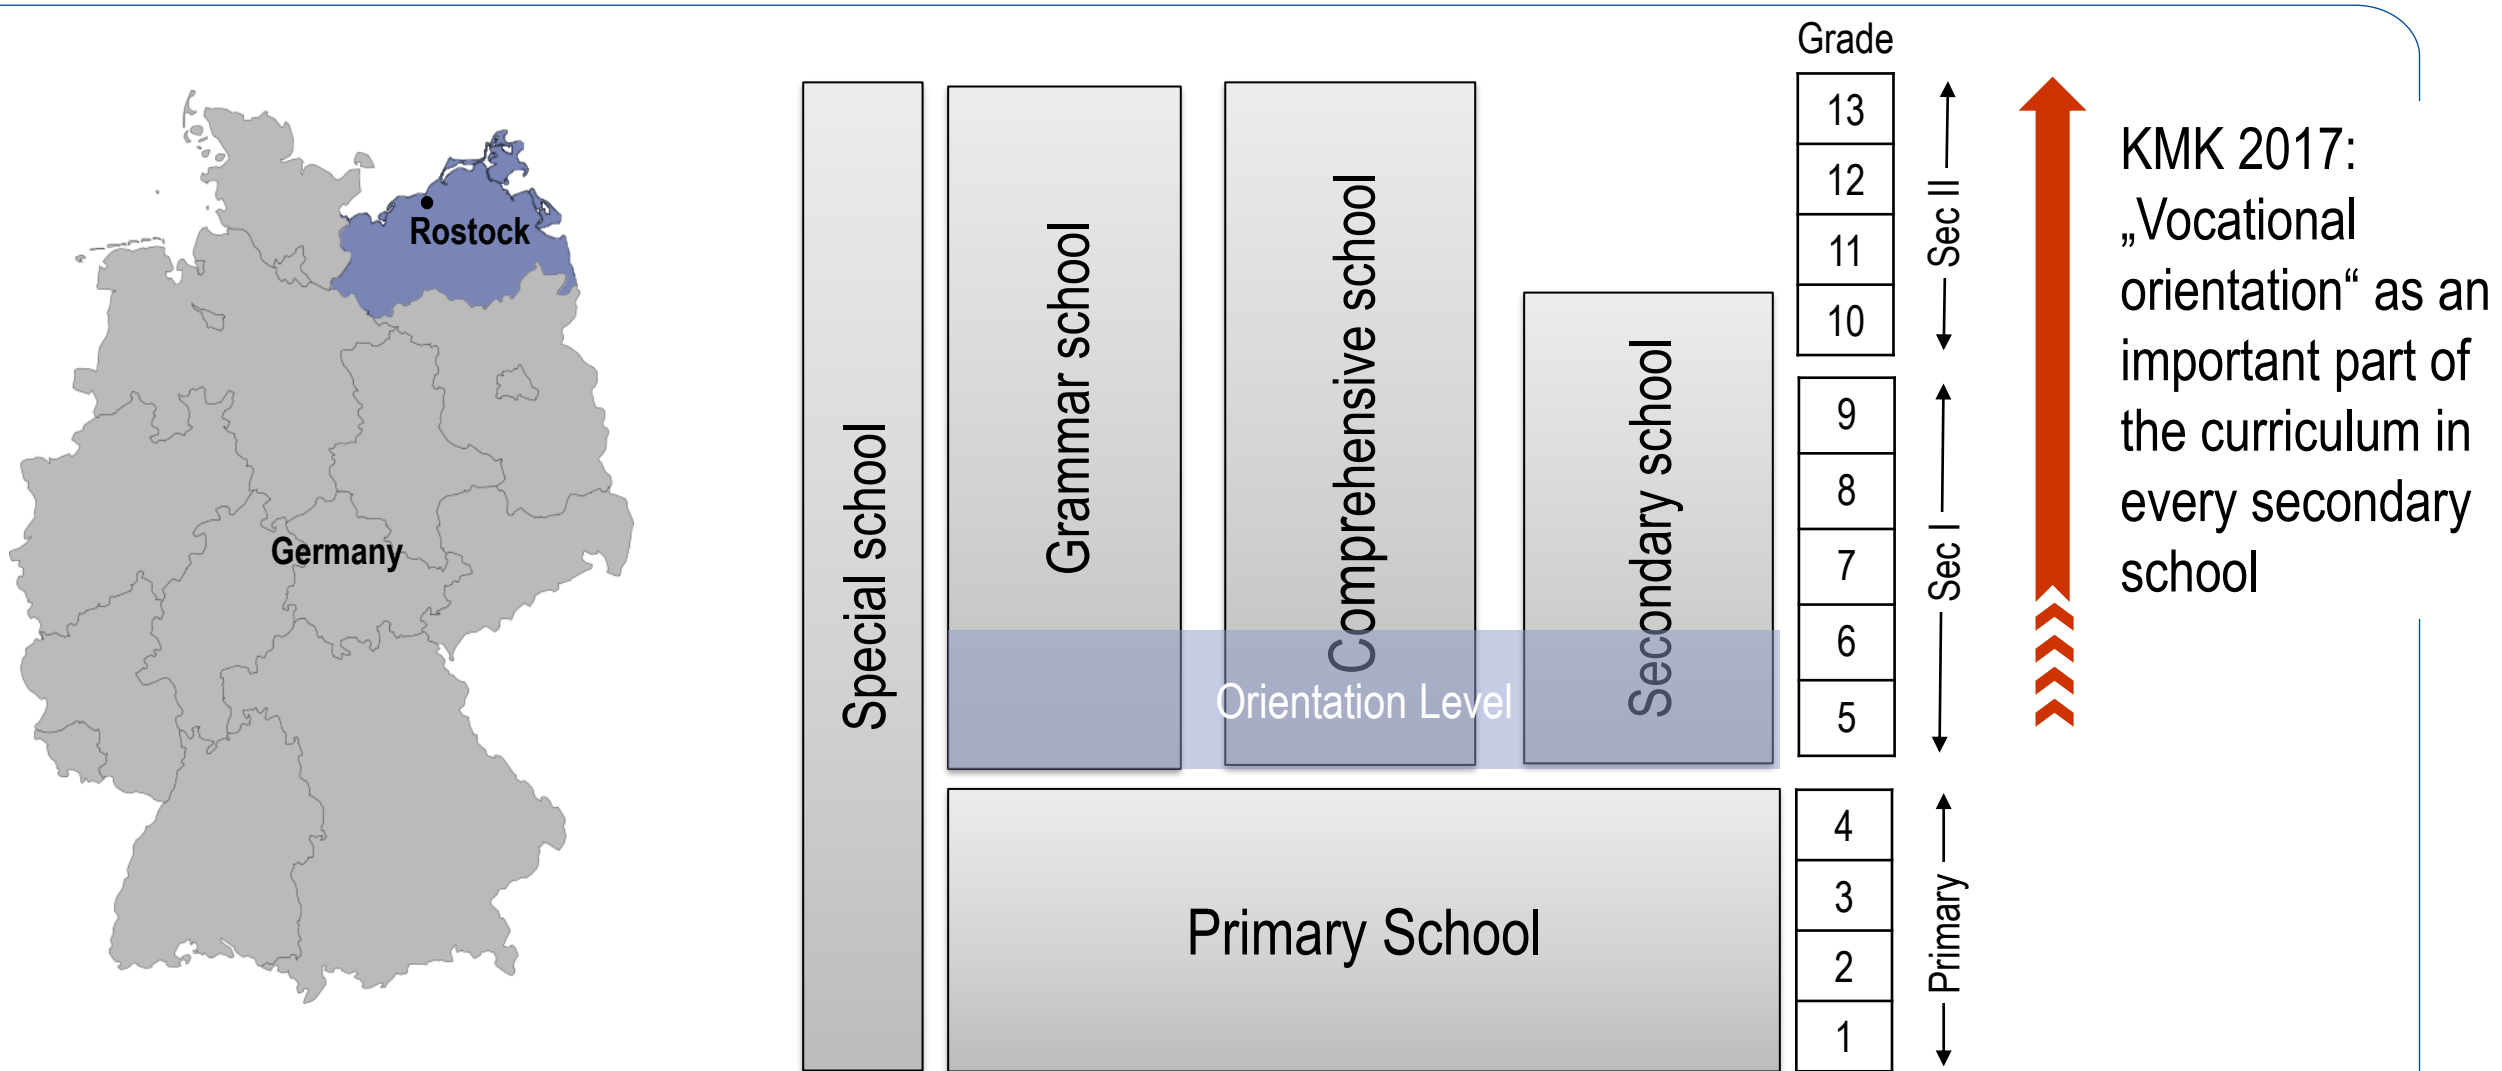 Rostock
Germany
Special school
Grammar school
Comprehensive school
Secondary school
Orientation Level
Primary School
Grade
13
12
11
10
9
8
7
6
5
4
3
2
1
Sec II
Sec I
Primary
KMK 2017:
„Vocational
orientation“ as an
important part of
the curriculum in
every secondary
school